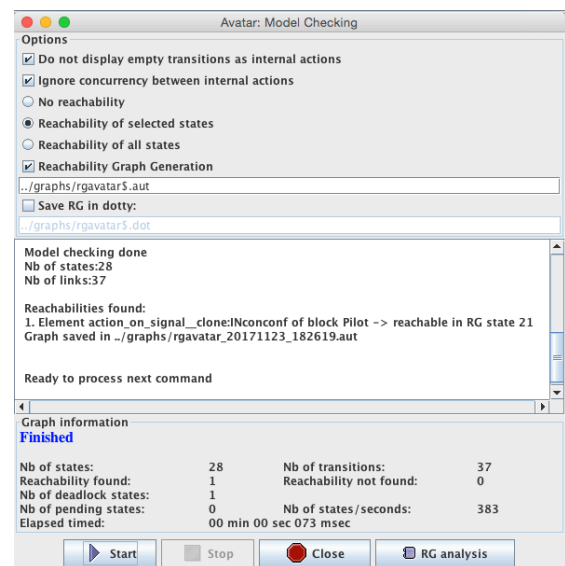 Avatar: Model Checking
Options
Do not display empty transitions as internal actions
Ignore concurrency between internal actions
No reachability
Reachability of selected states
Reachability of all states
Reachability Graph Generation
../graphs/rgavatar$.aut
Save RG in dotty:
../graphs/rgavatar$.dot
Model checking done
Nb of states:28
Nb of links:37
Reachabilities found:
1. Element action_on_signal__clone:INconconf of block Pilot -> reachable in RG state 21
Graph saved in ../graphs/rgavatar_20171123_182619.aut
Ready to process next command
Graph information
Finished
Nb of states: 28 Nb of transitions: 37
Reachability found: 1 Reachability not found: 0
Nb of deadlock states: 1
Nb of pending states: 0 Nb of states/seconds: 383
Elapsed timed: 00 min 00 sec 073 msec
Start Stop Close RG analysis